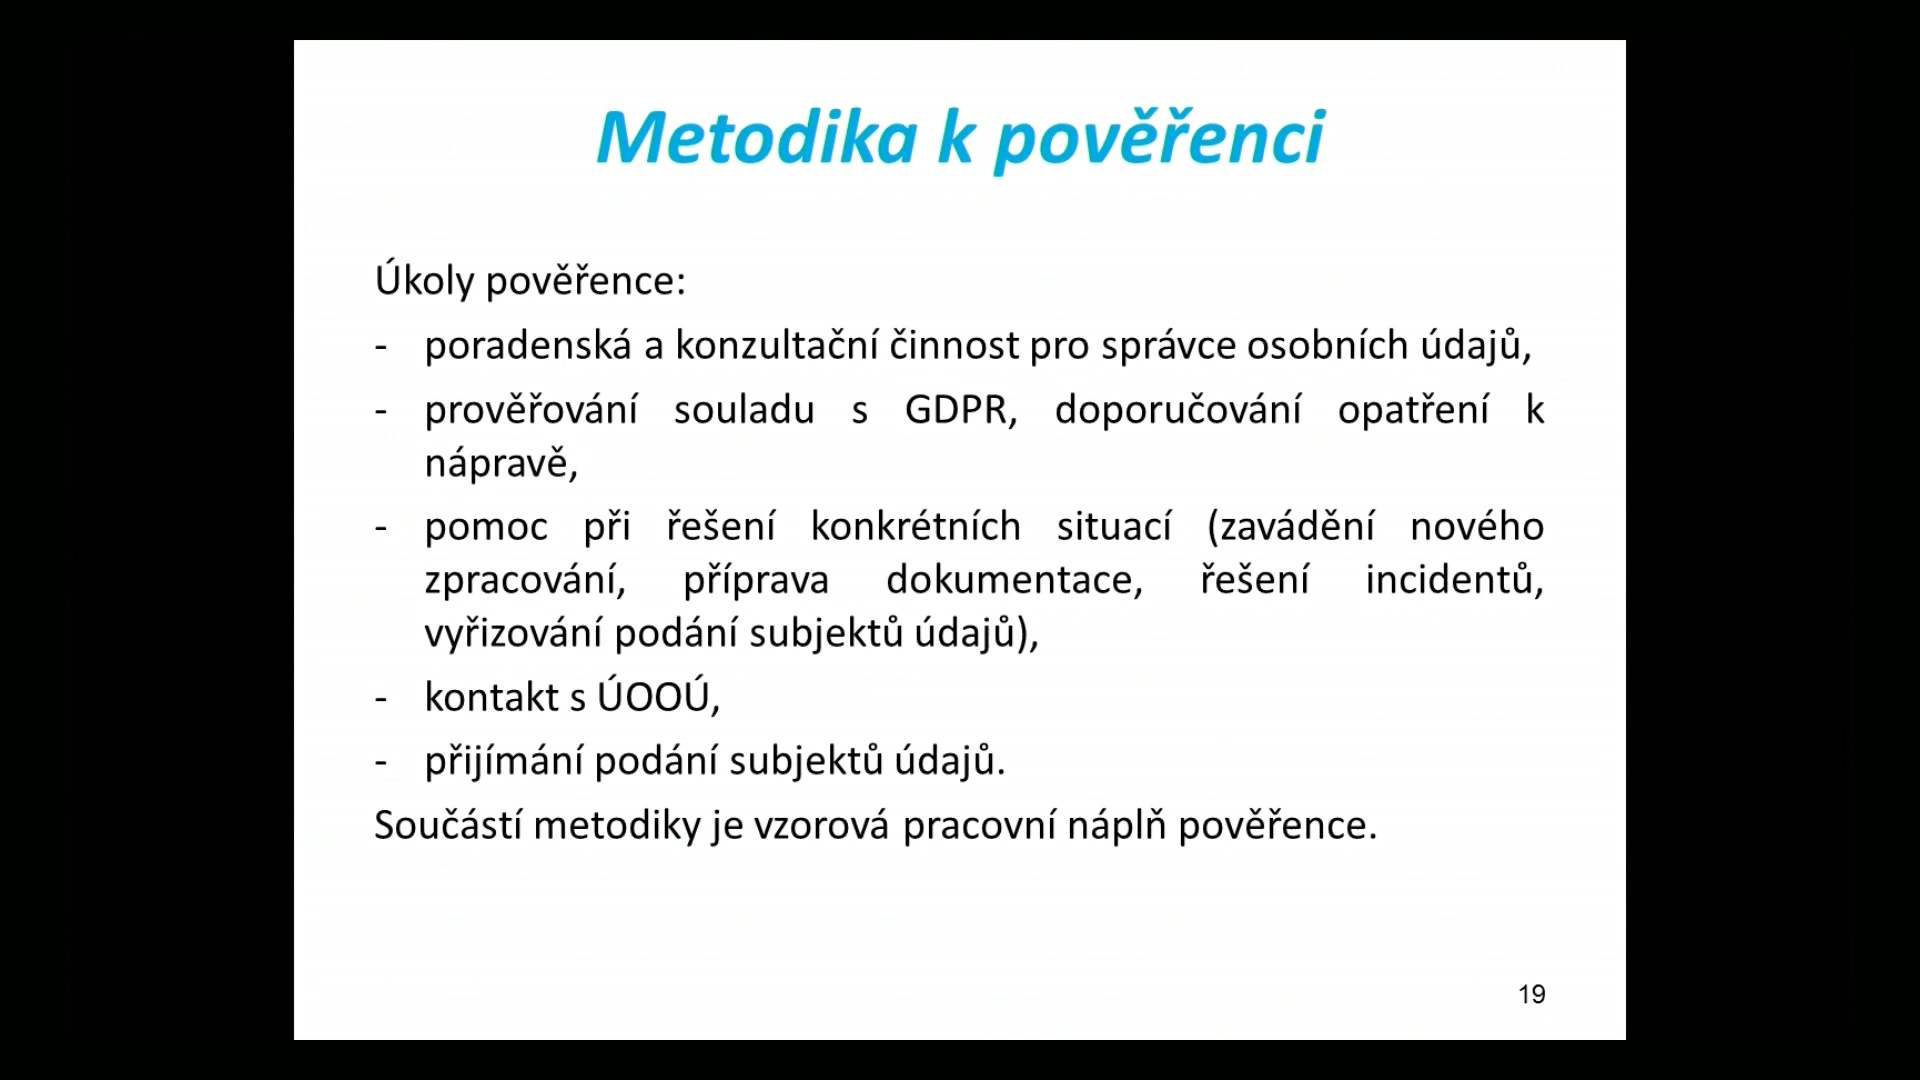 Metodika k pověřenci
Úkoly pověřence:
- poradenská a konzultační činnost pro správce osobních údajů,
- prověřování souladu s GDPR, doporučování opatření k
nápravě,
- pomoc při řešení konkrétních situací (zavádění nového
zpracování, příprava dokumentace, řešení incidentů,
vyřizování podání subjektů údajů),
- kontakt s ÚOOÚ,
- přijímání podání subjektů údajů.
Součástí metodiky je vzorová pracovní náplň pověřence.
19